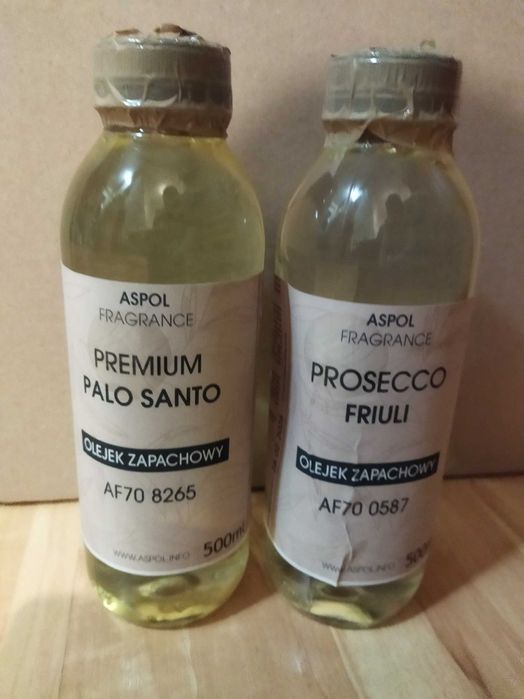 ASPOL
FRAGRANCE
PREMIUM
PALO SANTO
OLEJEK ZAPACHOWY
AF70 8265
500mL
WWW.ASPOL.INFO
ASPOL
FRAGRANCE
PROSECCO
FRIULI
OLEJEK ZAPACHOWY
AF70 0587
500
WWW.ASPOL.INFO